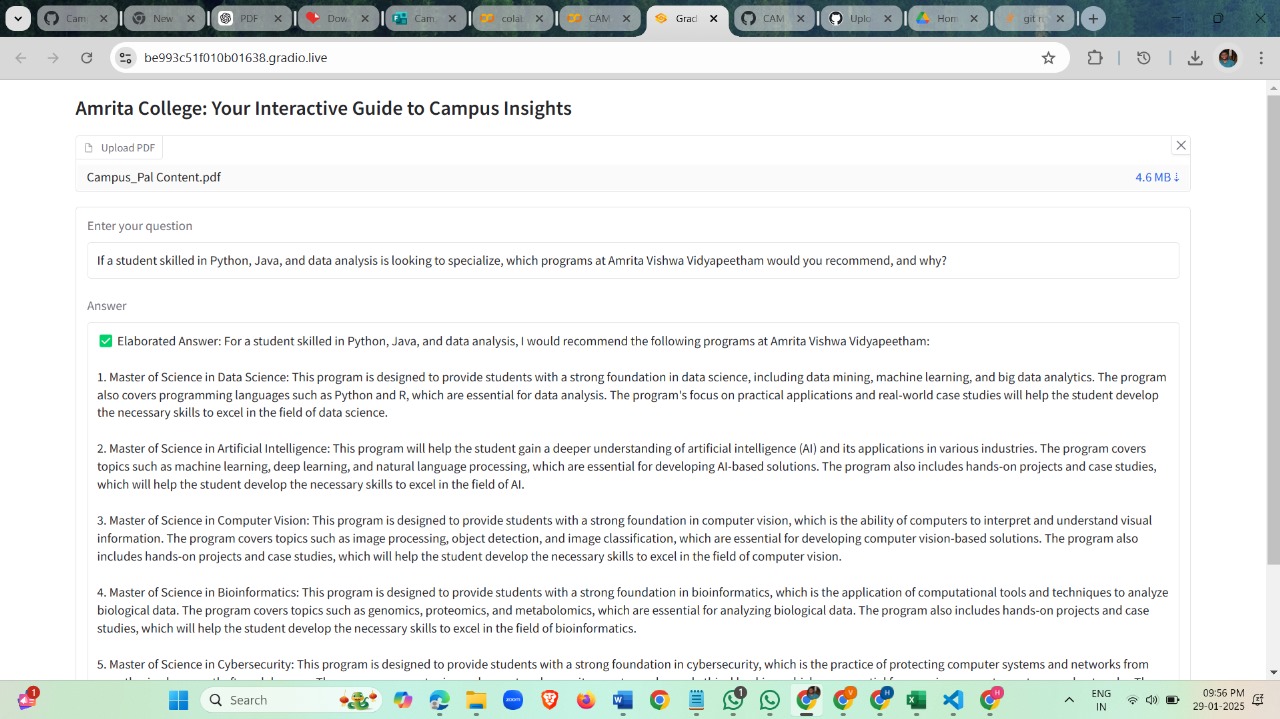 Cam
New
PDF
Dow
Cam
colal
CAM
Grad
CAM
Uplo
Hom
git r
be993c51f010b01638.gradio.live
Amrita College: Your Interactive Guide to Campus Insights
Upload PDF
Campus_Pal Content.pdf
4.6 MB ⇣
Enter your question
If a student skilled in Python, Java, and data analysis is looking to specialize, which programs at Amrita Vishwa Vidyapeetham would you recommend, and why?
Answer
✅ Elaborated Answer: For a student skilled in Python, Java, and data analysis, I would recommend the following programs at Amrita Vishwa Vidyapeetham:
1. Master of Science in Data Science: This program is designed to provide students with a strong foundation in data science, including data mining, machine learning, and big data analytics. The program
also covers programming languages such as Python and R, which are essential for data analysis. The program's focus on practical applications and real-world case studies will help the student develop
the necessary skills to excel in the field of data science.
2. Master of Science in Artificial Intelligence: This program will help the student gain a deeper understanding of artificial intelligence (AI) and its applications in various industries. The program covers
topics such as machine learning, deep learning, and natural language processing, which are essential for developing AI-based solutions. The program also includes hands-on projects and case studies,
which will help the student develop the necessary skills to excel in the field of AI.
3. Master of Science in Computer Vision: This program is designed to provide students with a strong foundation in computer vision, which is the ability of computers to interpret and understand visual
information. The program covers topics such as image processing, object detection, and image classification, which are essential for developing computer vision-based solutions. The program also
includes hands-on projects and case studies, which will help the student develop the necessary skills to excel in the field of computer vision.
4. Master of Science in Bioinformatics: This program is designed to provide students with a strong foundation in bioinformatics, which is the application of computational tools and techniques to analyze
biological data. The program covers topics such as genomics, proteomics, and metabolomics, which are essential for analyzing biological data. The program also includes hands-on projects and case
studies, which will help the student develop the necessary skills to excel in the field of bioinformatics.
5. Master of Science in Cybersecurity: This program is designed to provide students with a strong foundation in cybersecurity, which is the practice of protecting computer systems and networks from
1
Search
zoom
1
V
H
H
ENG
IN
09:56 PM
29-01-2025